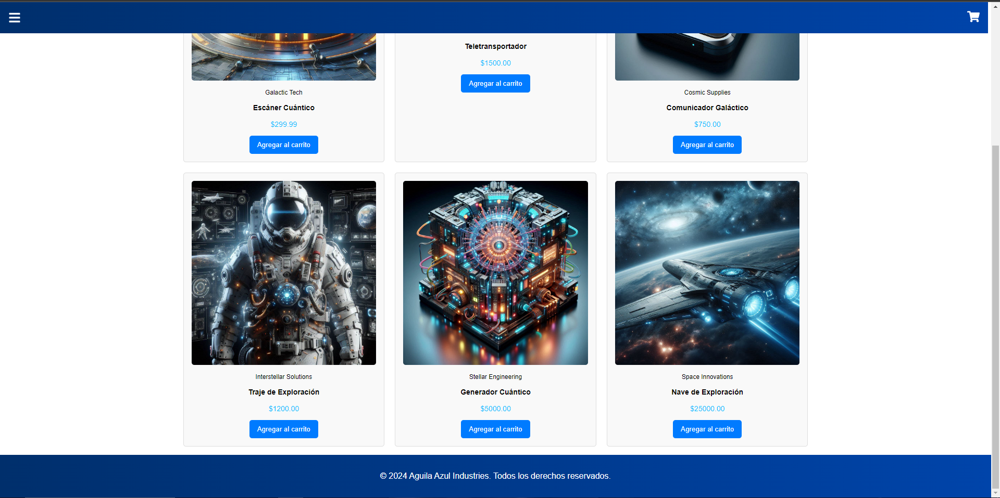 Teletransportador
$1500.00
Agregar al carrito
Galactic Tech
Escáner Cuántico
$299.99
Agregar al carrito
Cosmic Supplies
Comunicador Galáctico
$750.00
Agregar al carrito
Interstellar Solutions
Traje de Exploración
$1200.00
Agregar al carrito
Stellar Engineering
Generador Cuántico
$5000.00
Agregar al carrito
Space Innovations
Nave de Exploración
$25000.00
Agregar al carrito
© 2024 Aguila Azul Industries. Todos los derechos reservados.